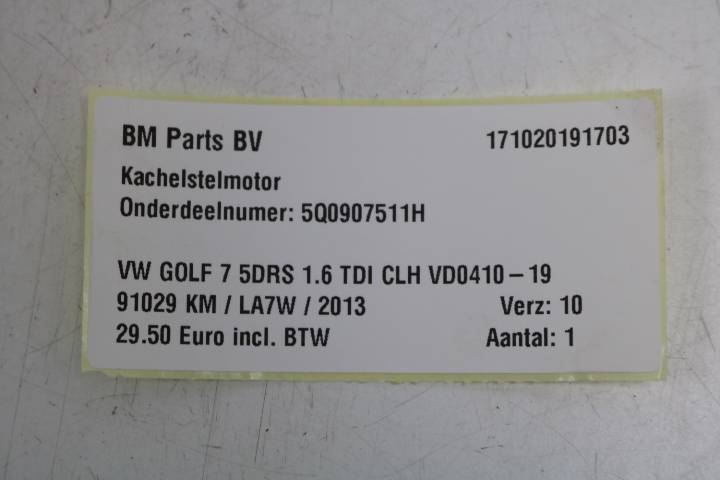 BM Parts BV 171020191703
Kachelstelmotor
Onderdeelnumer: 5Q0907511H
VW GOLF 7 5DRS 1.6 TDI CLH VD0410 – 19
91029 KM / LA7W / 2013 Verz: 10
29.50 Euro incl. BTW Aantal: 1